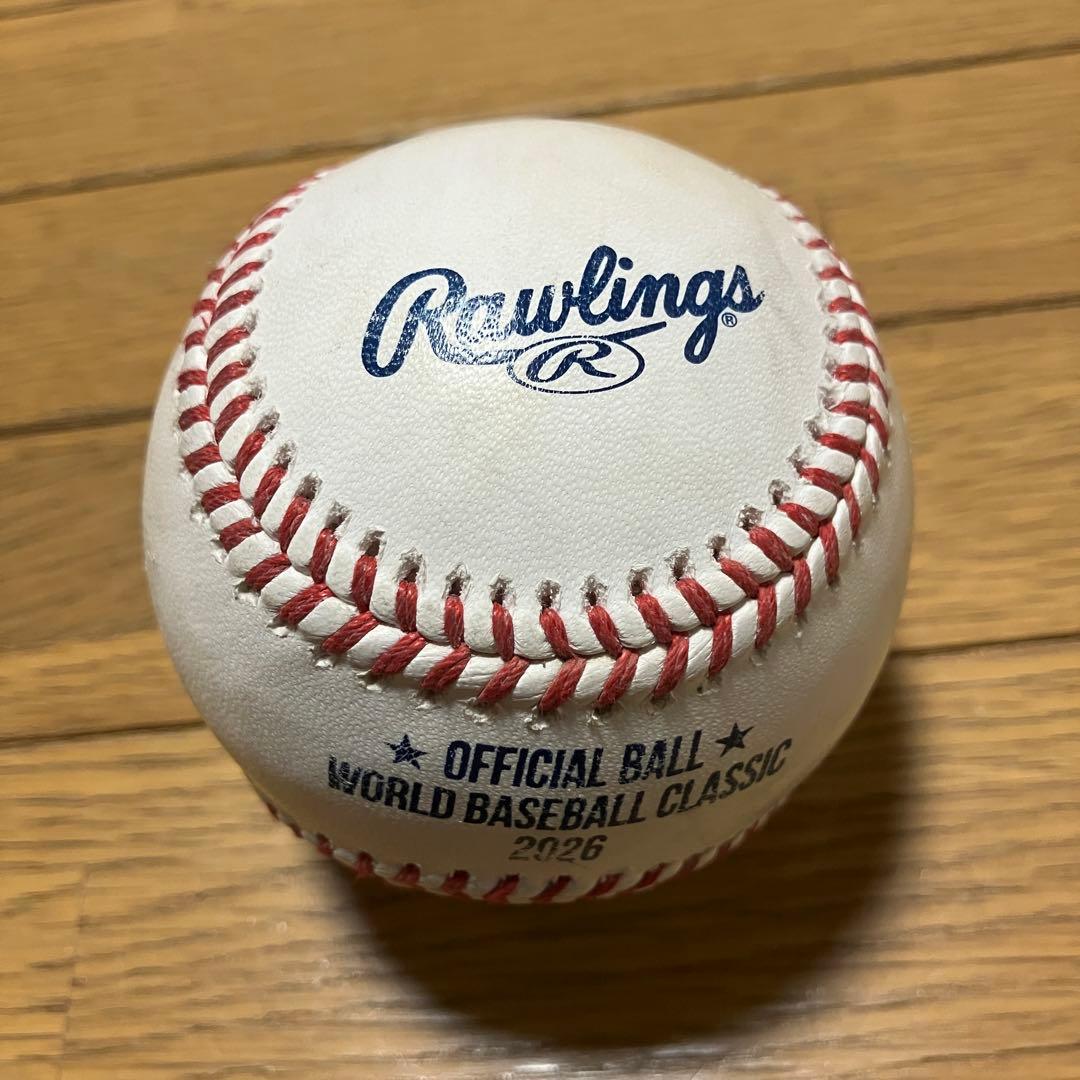 Rawlings®
R
★ OFFICIAL BALL ★
WORLD BASEBALL CLASSIC
2026